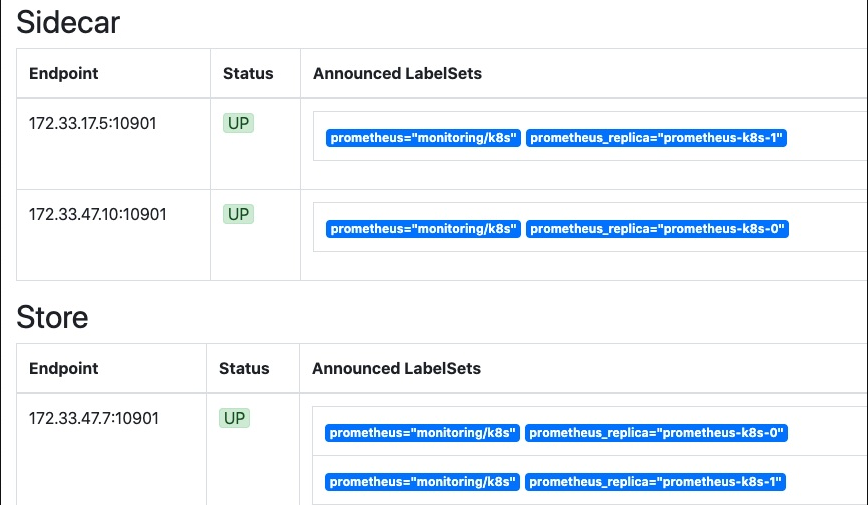 Sidecar
Endpoint Status Announced LabelSets
172.33.17.5:10901 UP prometheus="monitoring/k8s" prometheus_replica="prometheus-k8s-1"
172.33.47.10:10901 UP prometheus="monitoring/k8s" prometheus_replica="prometheus-k8s-0"
Store
Endpoint Status Announced LabelSets
172.33.47.7:10901 UP prometheus="monitoring/k8s" prometheus_replica="prometheus-k8s-0"
prometheus="monitoring/k8s" prometheus_replica="prometheus-k8s-1"